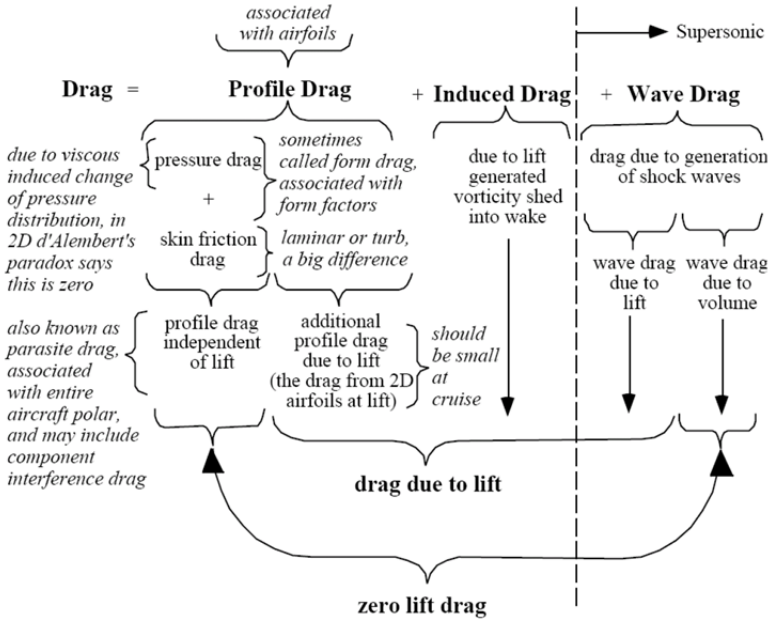 associated
with airfoils
Supersonic
Drag = Profile Drag + Induced Drag + Wave Drag
due to viscous
induced change
of pressure
distribution, in
2D d'Alembert's
paradox says
this is zero
pressure drag
+
skin friction
drag
sometimes
called form drag,
associated with
form factors
laminar or turb,
a big difference
due to lift
generated
vorticity shed
into wake
drag due to generation
of shock waves
wave drag
due to
lift
wave drag
due to
volume
also known as
parasite drag,
associated
with entire
aircraft polar,
and may include
component
interference drag
profile drag
independent
of lift
additional
profile drag
due to lift
(the drag from 2D
airfoils at lift)
should
be small
at
cruise
drag due to lift
zero lift drag